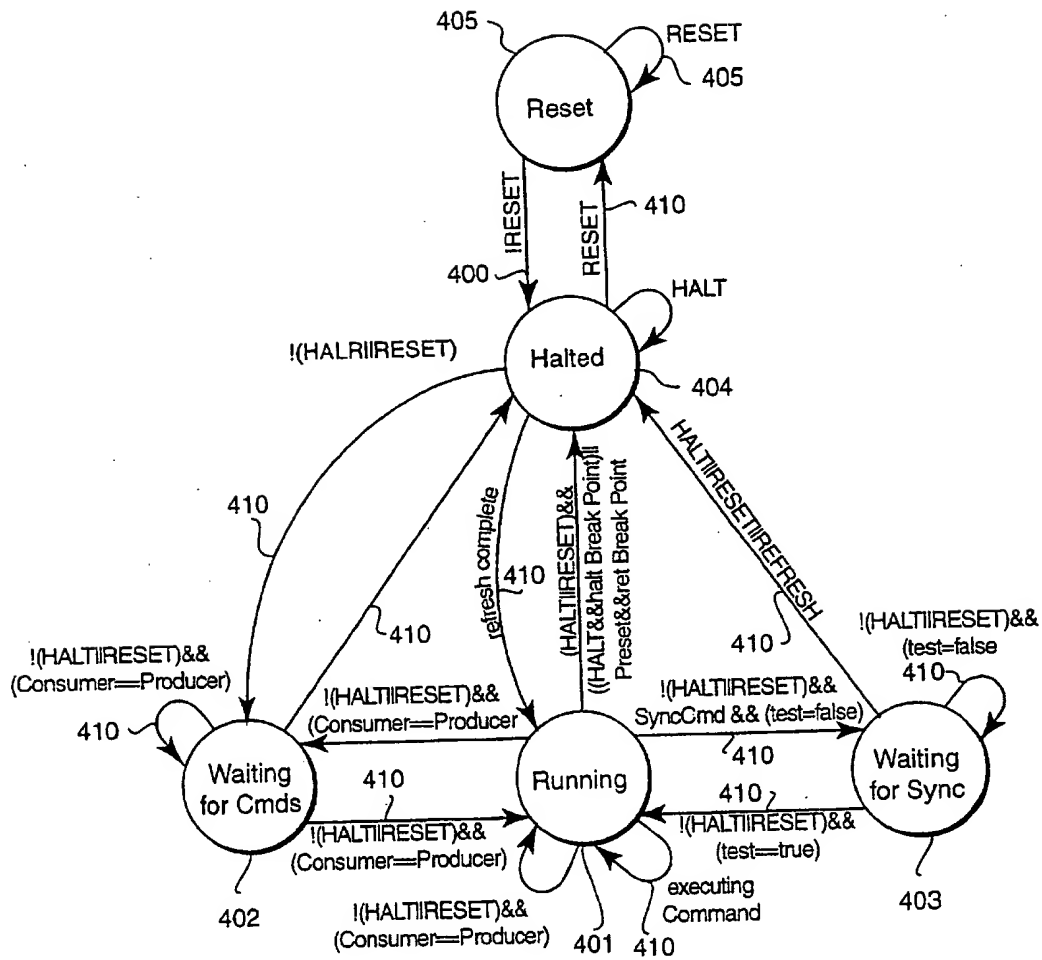 405
RESET
405
Reset
!RESET
410
RESET
400
HALT
!(HALRIIRESET)
Halted
404
410
refresh complete
410
(HALTIIRESET)&&
((HALT&&halt Break Point)II
Preset&&ret Break Point
HALTIIRESETIIREFRESH
410
410
!(HALTIIRESET)&&
(test=false
410
!(HALTIIRESET)&&
(Consumer==Producer)
410
!(HALTIIRESET)&&
(Consumer==Producer
!(HALTIIRESET)&&
SyncCmd && (test=false)
410
Waiting
for Cmds
Running
Waiting
for Sync
410
!(HALTIIRESET)&&
(Consumer==Producer)
410
!(HALTIIRESET)&&
(test==true)
402
!(HALTIIRESET)&&
(Consumer==Producer)
401
executing
Command
410
403